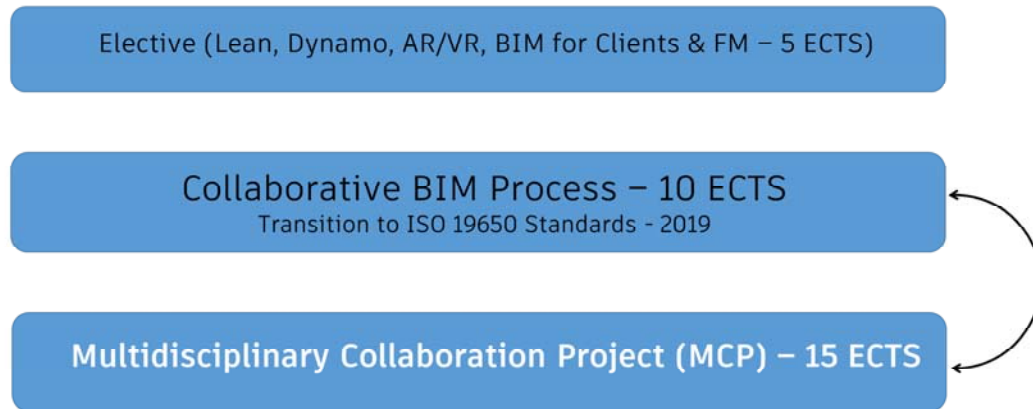 Elective (Lean, Dynamo, AR/VR, BIM for Clients & FM – 5 ECTS)
Collaborative BIM Process – 10 ECTS
Transition to ISO 19650 Standards - 2019
Multidisciplinary Collaboration Project (MCP) – 15 ECTS